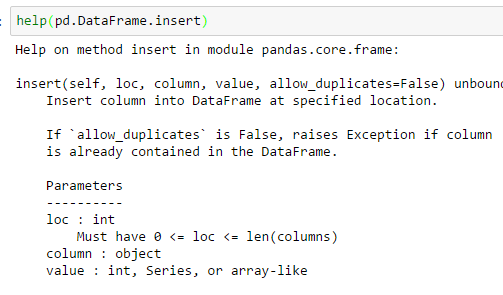 help(pd.DataFrame.insert)
Help on method insert in module pandas.core.frame:
insert(self, loc, column, value, allow_duplicates=False)
Insert column into DataFrame at specified location.
If `allow_duplicates` is False, raises Exception if column
is already contained in the DataFrame.
Parameters
----------
loc : int
Must have 0 <= loc <= len(columns)
column : object
value : int, Series, or array-like